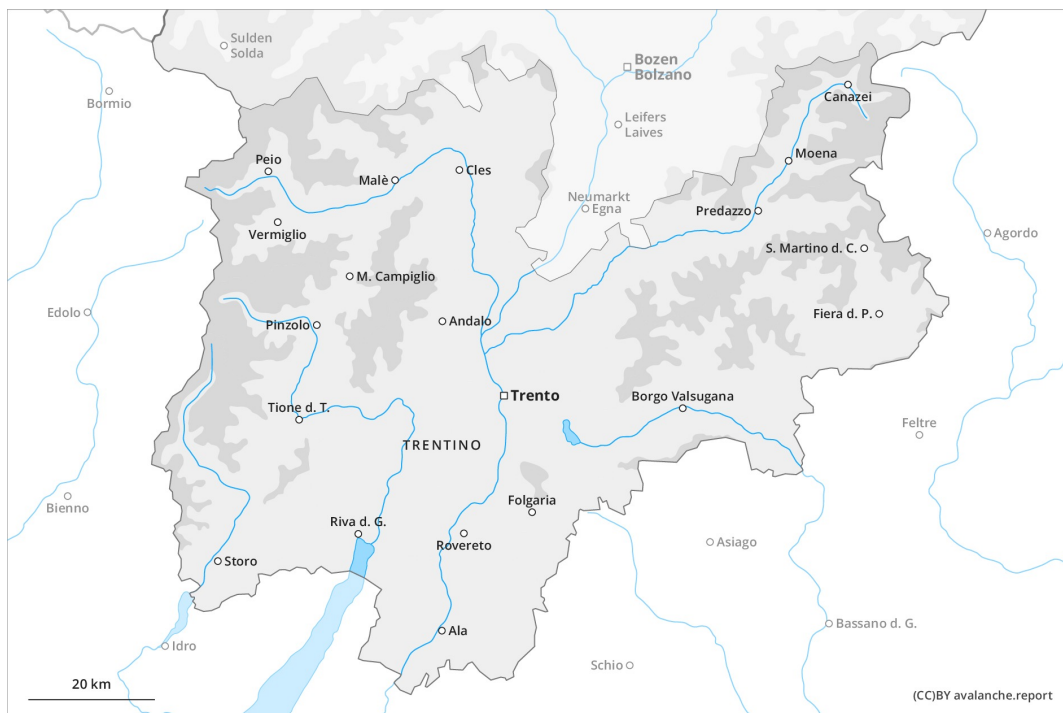 Sulden
Solda
Bozen
Bolzano
Bormio
Canazei
Leifers
Laives
Peio
Malè
Cles
Moena
Neumarkt
Egna
Predazzo
Vermiglio
Agordo
S. Martino d. C.
M. Campiglio
Edolo
Pinzolo
Andalo
Fiera d. P.
Trento
Borgo Valsugana
Tione d. T.
Feltre
TRENTINO
Bienno
Folgaria
Riva d. G.
Rovereto
Asiago
Storo
Bassano d. G.
Ala
Idro
Schio
20 km
(CC)BY avalanche.report